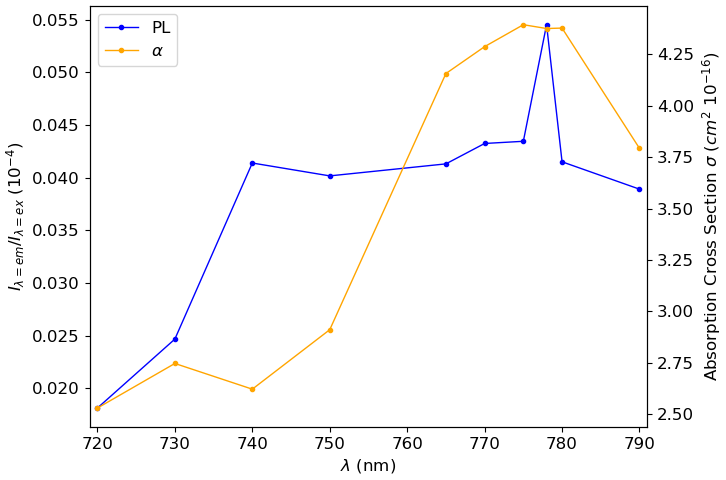 PL
α
0.055
0.050
0.045
0.040
0.035
0.030
0.025
0.020
I_{λ=em}/I_{λ=ex} (10^{-4})
4.25
4.00
3.75
3.50
3.25
3.00
2.75
2.50
Absorption Cross Section σ (cm^2 10^{-16})
720 730 740 750 760 770 780 790
λ (nm)